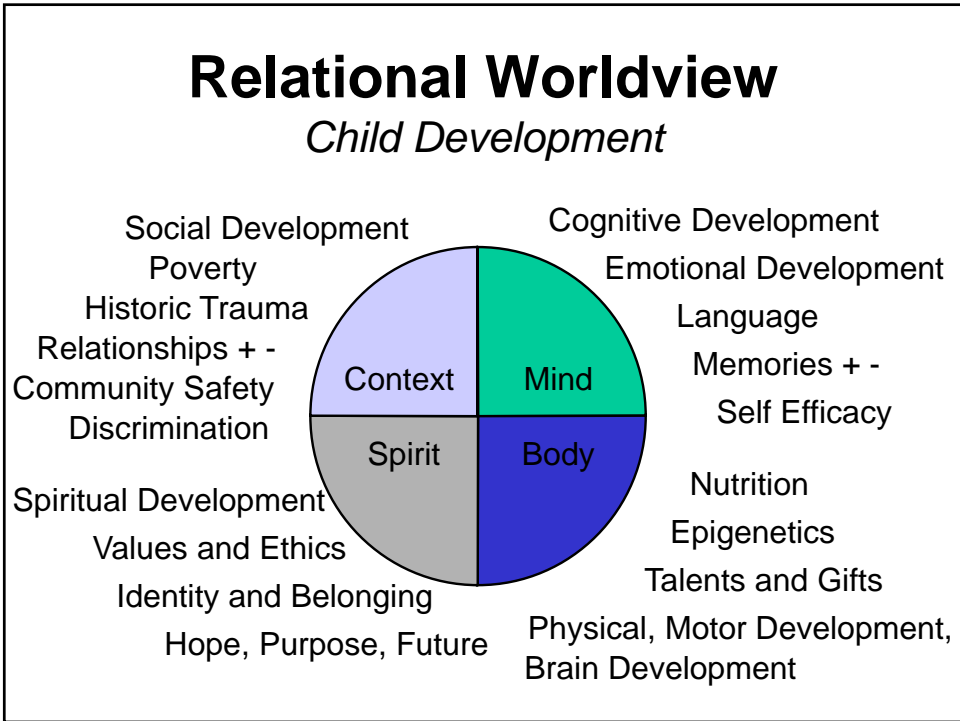 Relational Worldview
Child Development
Social Development
Poverty
Historic Trauma
Relationships + -
Community Safety
Discrimination
Cognitive Development
Emotional Development
Language
Memories + -
Self Efficacy
Context
Mind
Spirit
Body
Spiritual Development
Values and Ethics
Identity and Belonging
Hope, Purpose, Future
Nutrition
Epigenetics
Talents and Gifts
Physical, Motor Development,
Brain Development